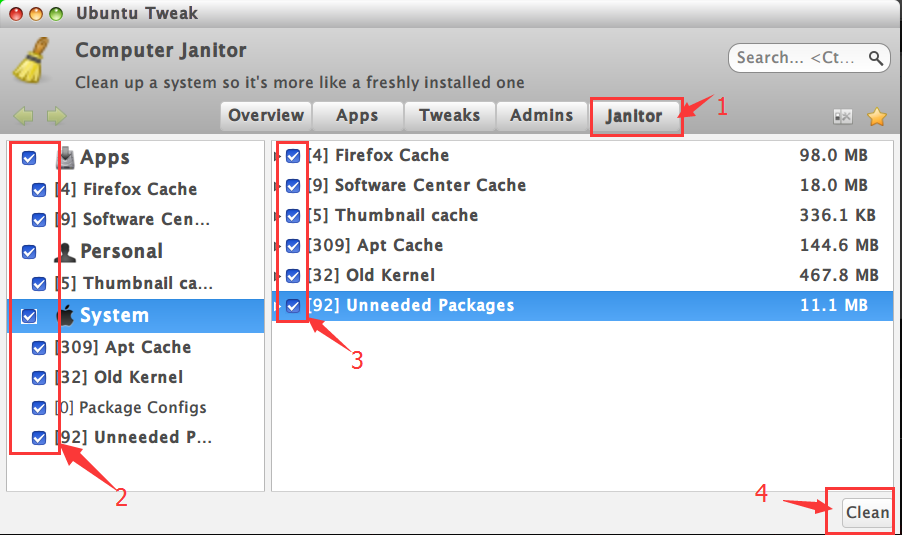 Ubuntu Tweak
Computer Janitor
Clean up a system so it's more like a freshly installed one
Search... <Ct...
Overview Apps Tweaks Admins Janitor
1
Apps
[4] Firefox Cache
[9] Software Cen...
Personal
[5] Thumbnail ca...
System
[309] Apt Cache
[32] Old Kernel
[0] Package Configs
[92] Unneeded P...
2
[4] Firefox Cache 98.0 MB
[9] Software Center Cache 18.0 MB
[5] Thumbnail cache 336.1 KB
[309] Apt Cache 144.6 MB
[32] Old Kernel 467.8 MB
[92] Unneeded Packages 11.1 MB
3
4
Clean